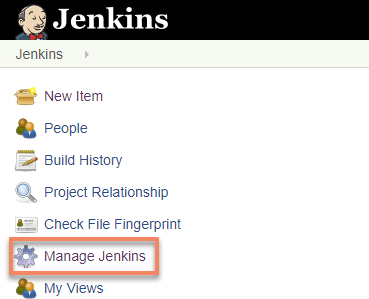 Jenkins
Jenkins
New Item
People
Build History
Project Relationship
Check File Fingerprint
Manage Jenkins
My Views